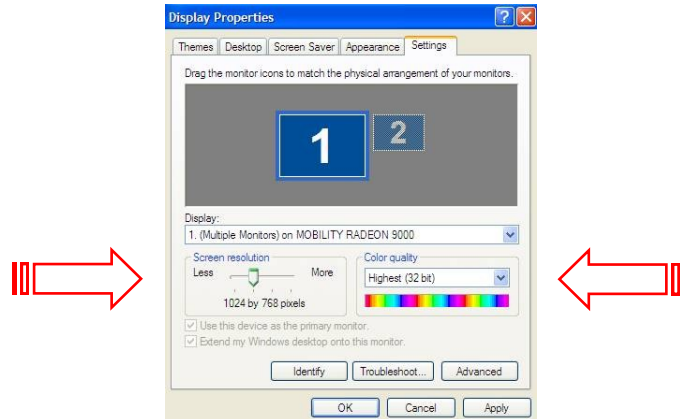 Display Properties
Themes Desktop Screen Saver Appearance Settings
Drag the monitor icons to match the physical arrangement of your monitors.
1 2
Display:
1. (Multiple Monitors) on MOBILITY RADEON 9000
Screen resolution Color quality
Less More Highest (32 bit)
1024 by 768 pixels
Use this device as the primary monitor.
Extend my Windows desktop onto this monitor.
Identify Troubleshoot... Advanced
OK Cancel Apply